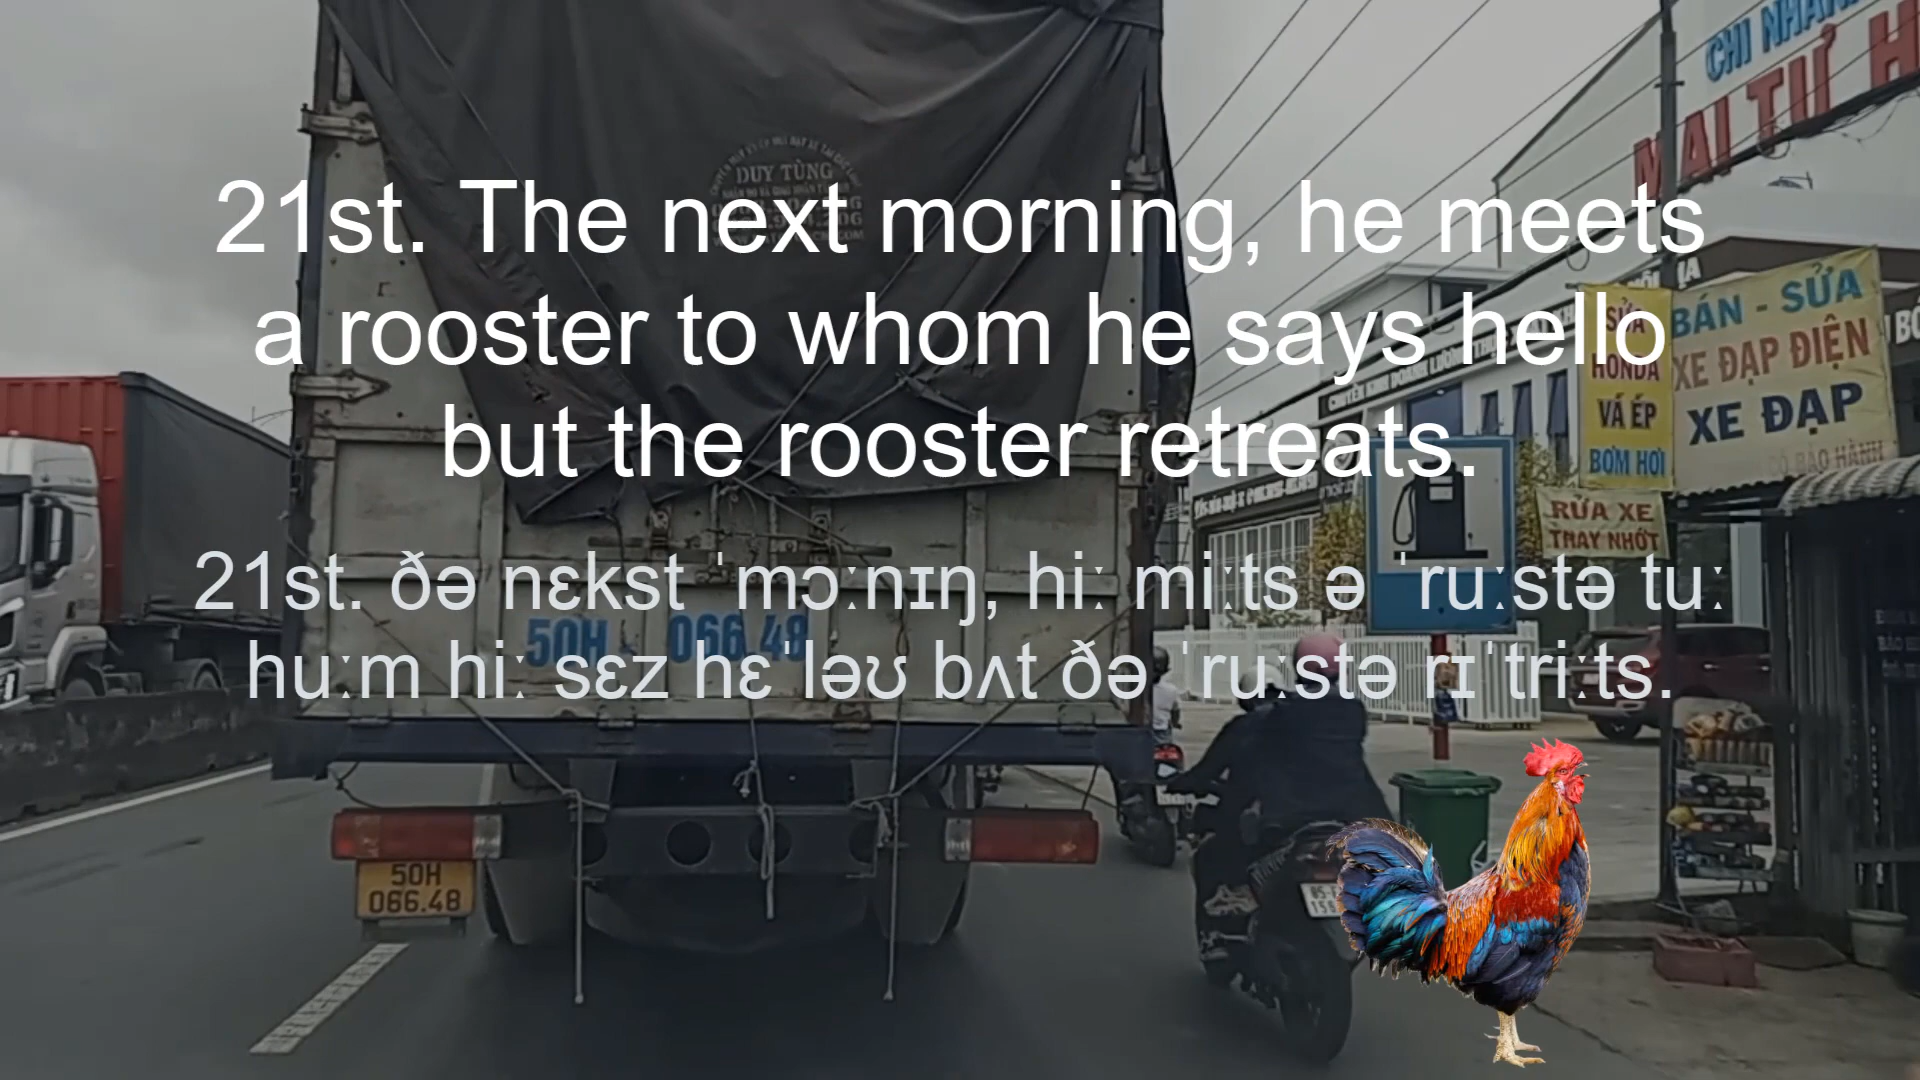 21st. The next morning, he meets
a rooster to whom he says hello
but the rooster retreats.
21st. ðə nɛkst ˈmɔːnɪŋ, hiː miːts ə ˈruːstə tuː
huːm hiː sɛz hɛˈləʊ bʌt ðə ˈruːstə rɪˈtriːts.
DUY TÙNG
50H 066.48
50H
066.48
CHI NHÁN
MAI TƯ H
SỬA
HONDA
VÁ ÉP
BƠM HƠI
BÁN - SỬA
XE ĐẠP ĐIỆN
XE ĐẠP
CÓ BẢO HÀNH
RỬA XE
THAY NHỚT